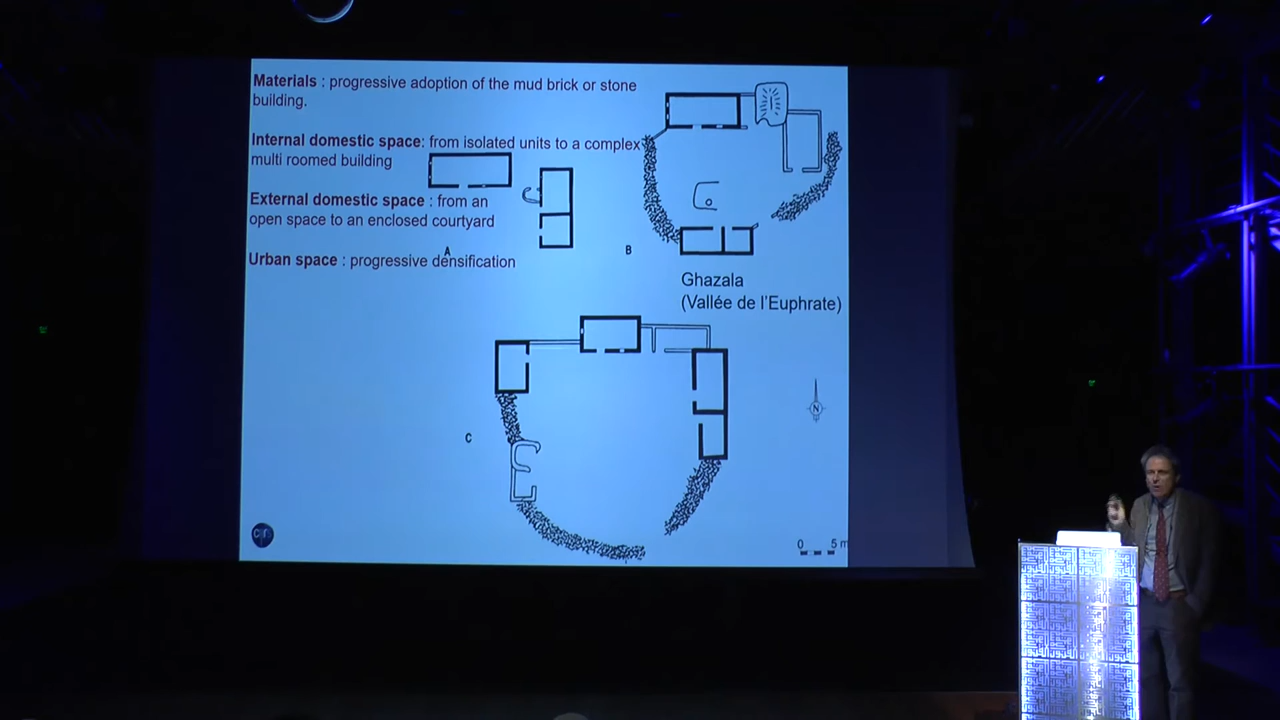 Materials : progressive adoption of the mud brick or stone
building.
Internal domestic space: from isolated units to a complex
multi roomed building
External domestic space : from an
open space to an enclosed courtyard
Urban space : progressive densification
A
B
Ghazala
(Vallée de l'Euphrate)
C
N
0 5 m
cnrs